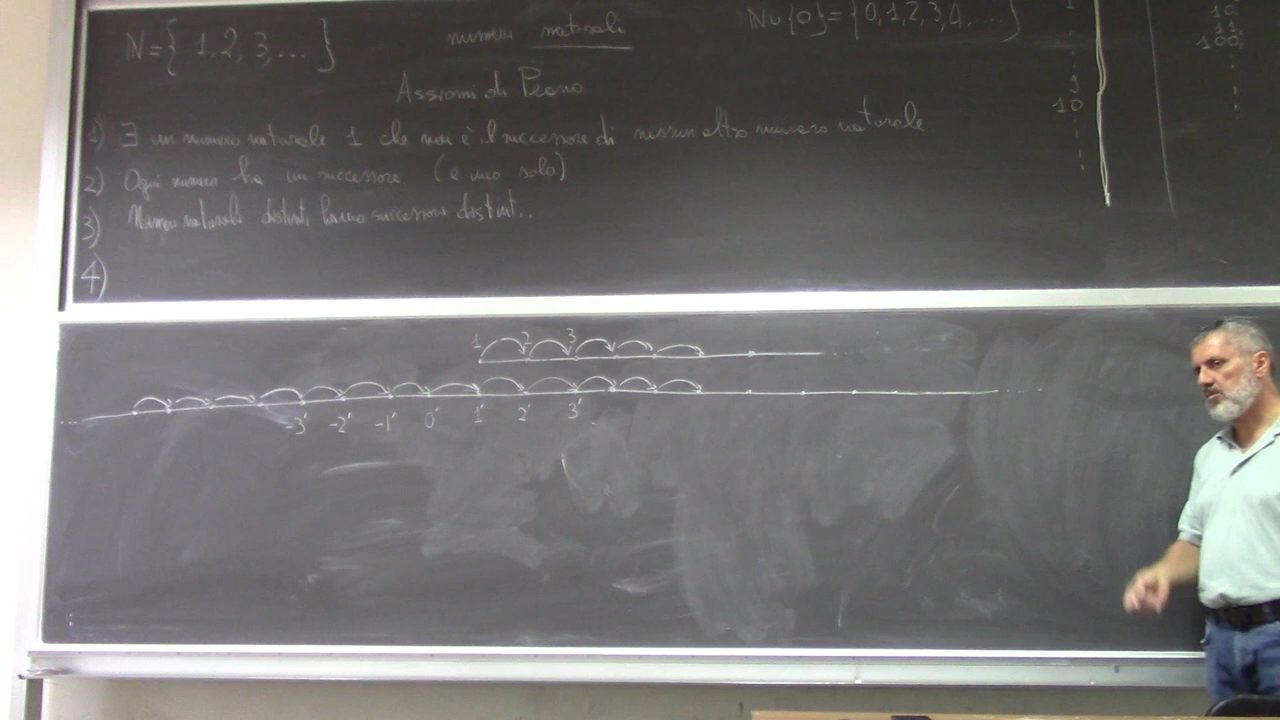 N = { 1, 2, 3, ... }
numeri naturali
N ∪ {0} = {0, 1, 2, 3, 4, ... }
Assiomi di Peano
1) ∃ un numero naturale 1 che non è il successore di nessun altro numero naturale
2) Ogni numero ha un successore (e uno solo)
3) Numeri naturali distinti hanno successori distinti..
4)
1
9
10
10
11
100
1 2 3
-3' -2' -1' 0' 1' 2' 3'